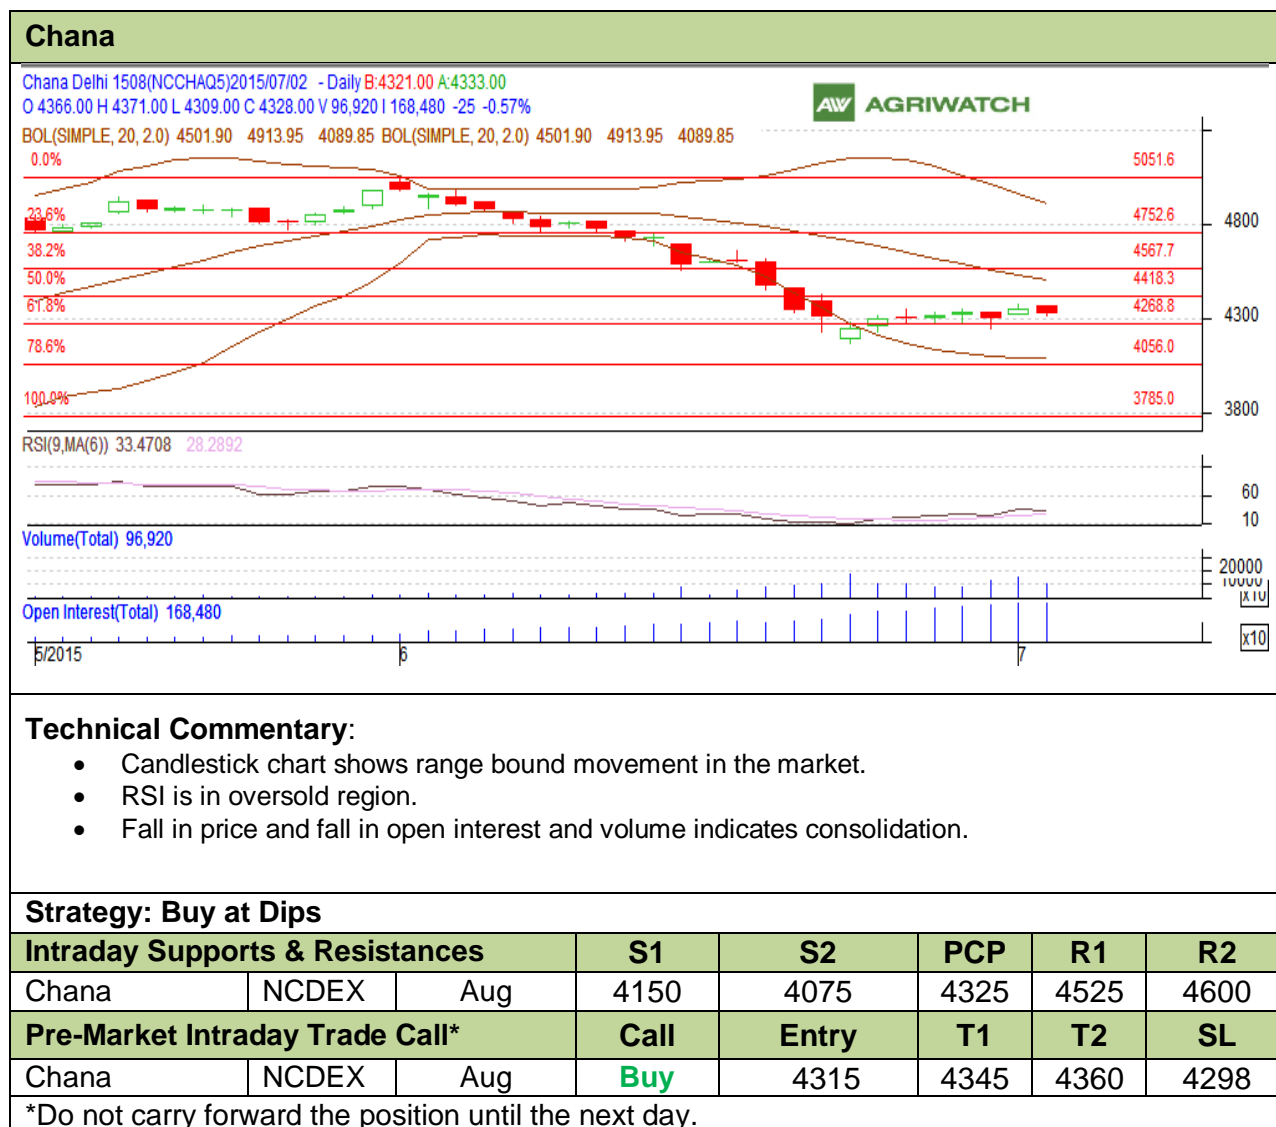 Chana
Chana Delhi 1508(NCCHAQ5)2015/07/02 - Daily B:4321.00 A:4333.00
O 4366.00 H 4371.00 L 4309.00 C 4328.00 V 96,920 I 168,480 -25 -0.57%
AW AGRIWATCH
BOL(SIMPLE, 20, 2.0) 4501.90 4913.95 4089.85 BOL(SIMPLE, 20, 2.0) 4501.90 4913.95 4089.85
0.0% 5051.6
23.6% 4752.6 4800
38.2% 4567.7
50.0% 4418.3
61.8% 4268.8 4300
78.6% 4056.0
100.0% 3785.0 3800
RSI(9,MA(6)) 33.4708 28.2892
60
10
Volume(Total) 96,920
20000
10000
x10
Open Interest(Total) 168,480
x10
5/2015 6 7
Technical Commentary:
• Candlestick chart shows range bound movement in the market.
• RSI is in oversold region.
• Fall in price and fall in open interest and volume indicates consolidation.
Strategy: Buy at Dips
Intraday Supports & Resistances S1 S2 PCP R1 R2
Chana NCDEX Aug 4150 4075 4325 4525 4600
Pre-Market Intraday Trade Call* Call Entry T1 T2 SL
Chana NCDEX Aug Buy 4315 4345 4360 4298
*Do not carry forward the position until the next day.